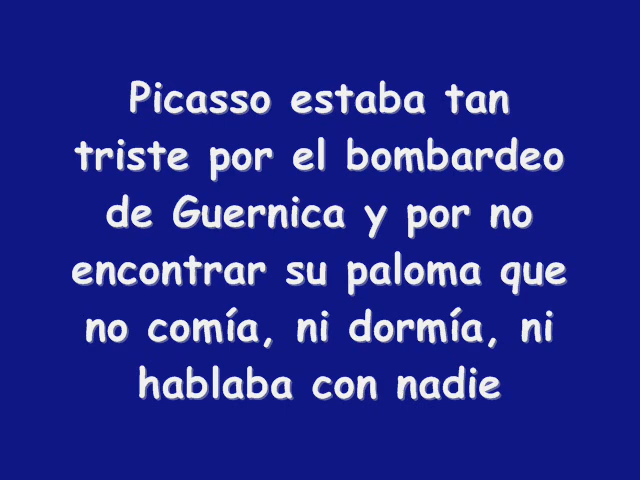 Picasso estaba tan
triste por el bombardeo
de Guernica y por no
encontrar su paloma que
no comía, ni dormía, ni
hablaba con nadie